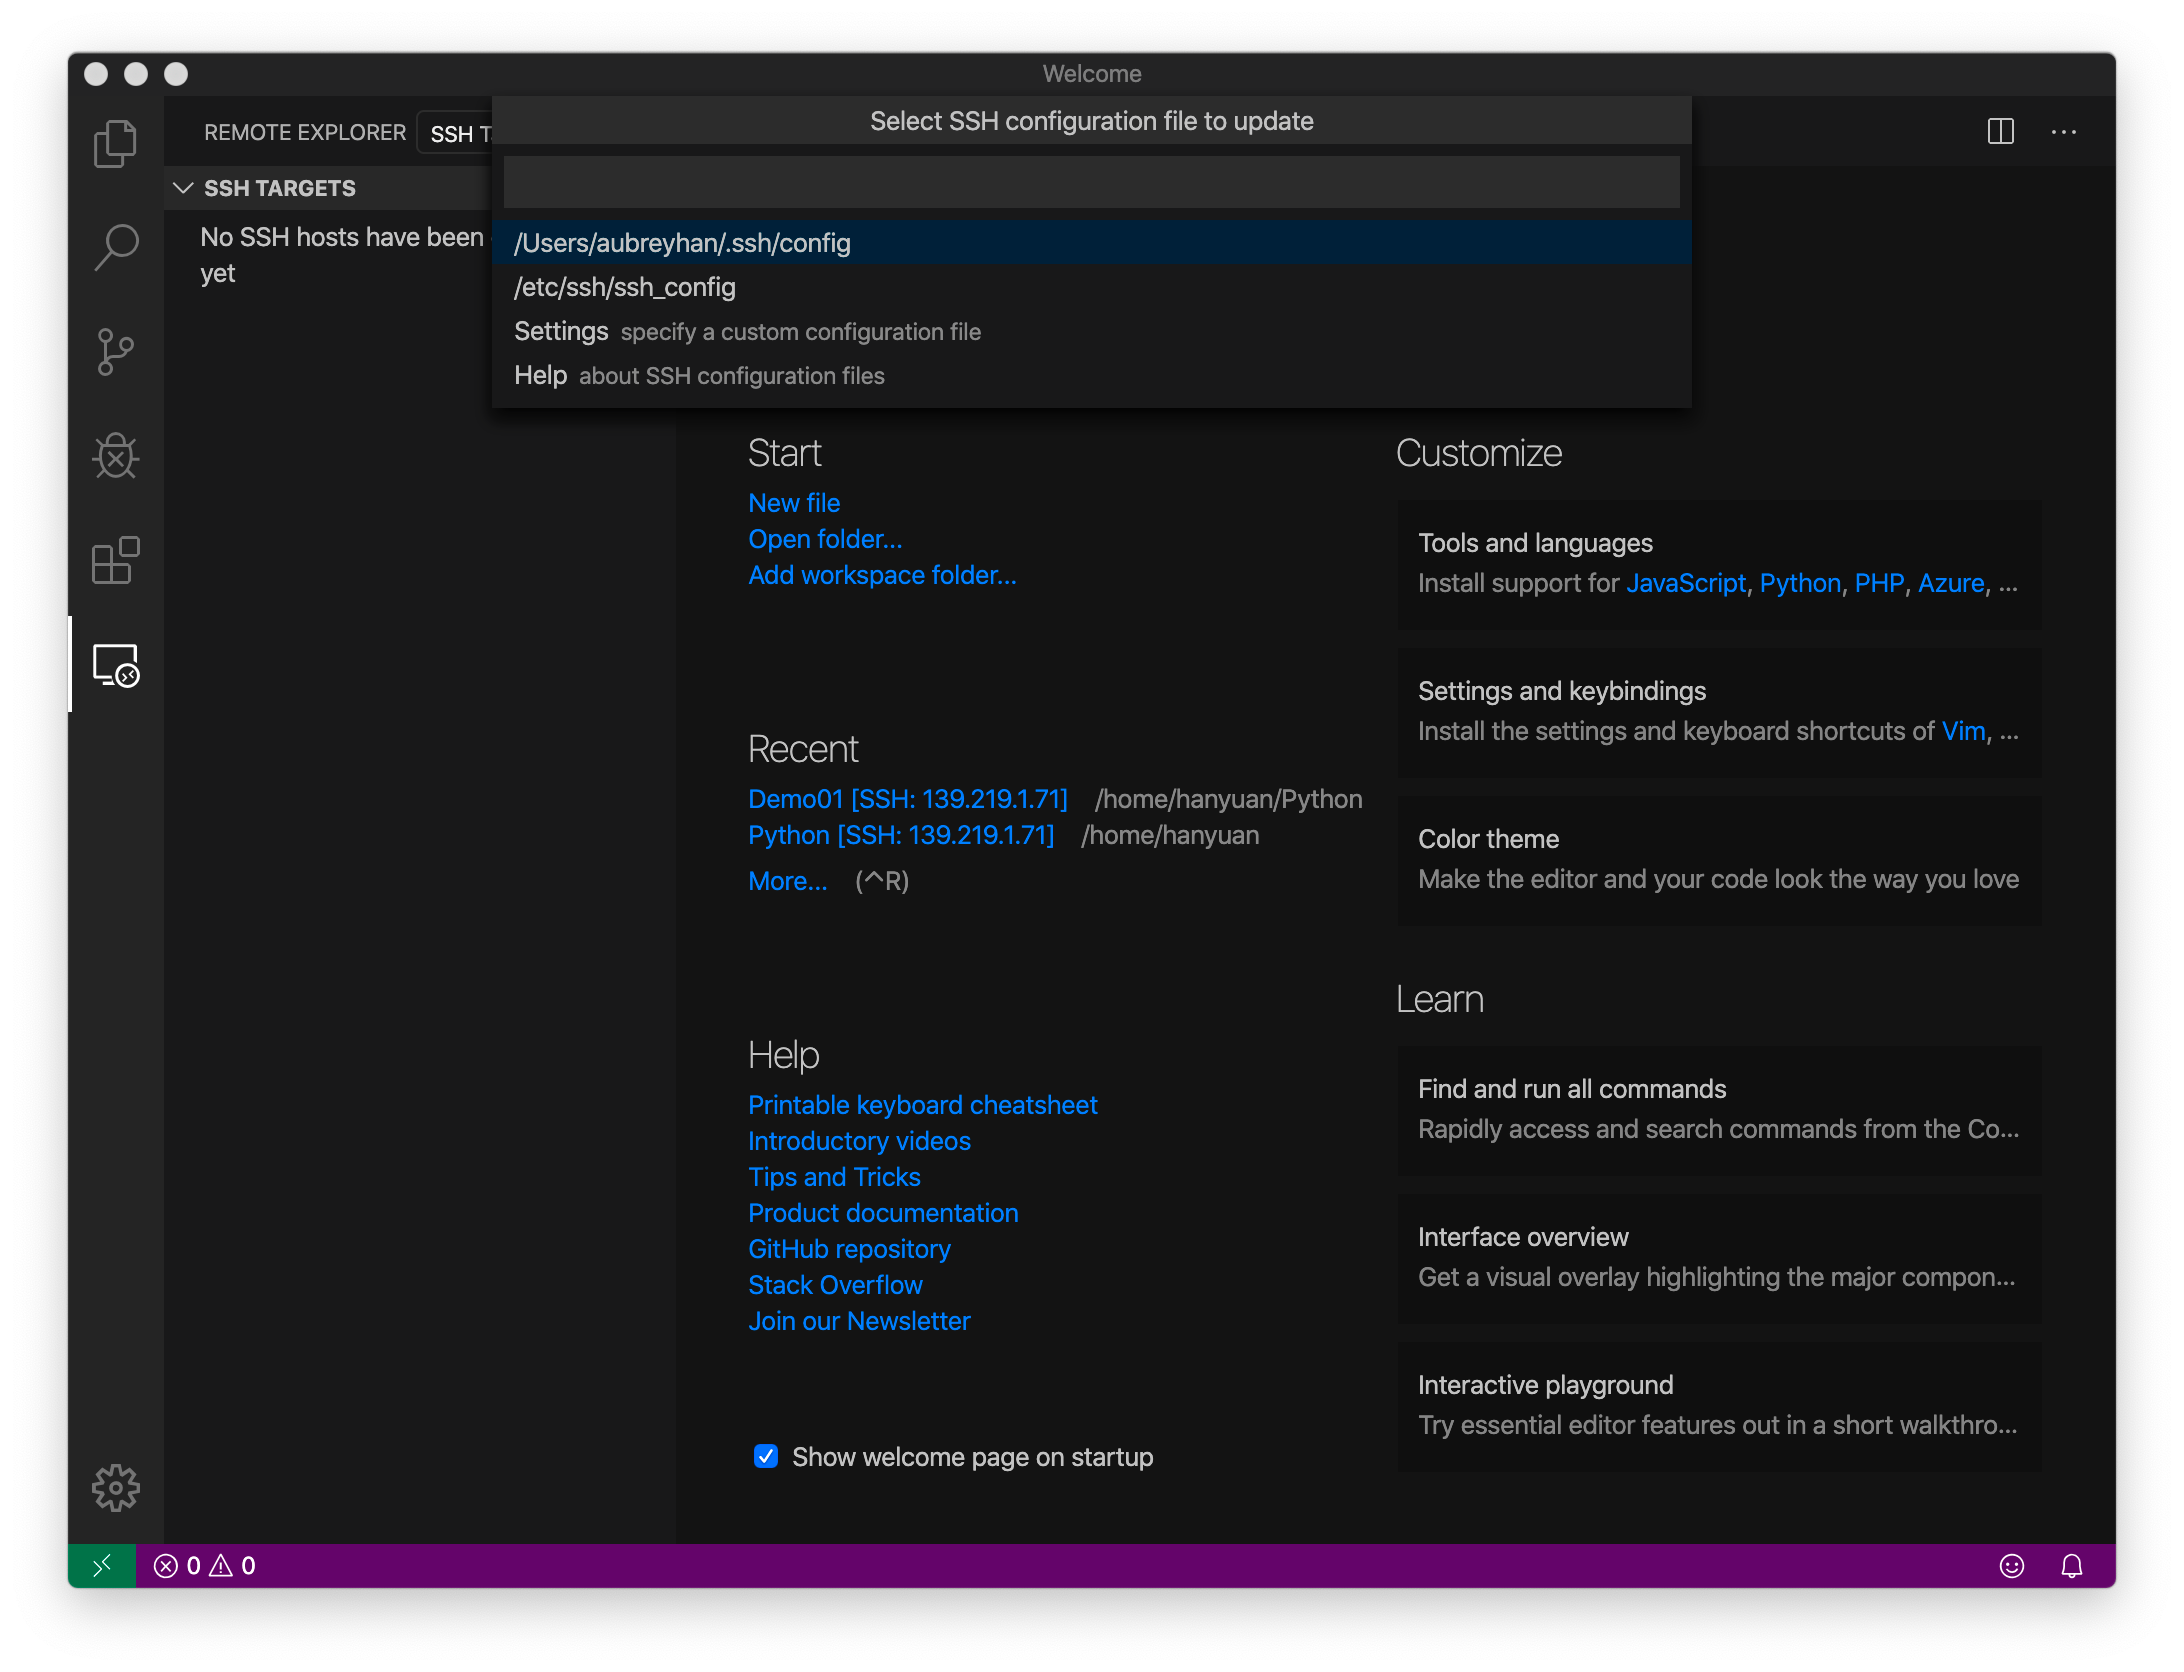 Welcome
REMOTE EXPLORER
SSH T
Select SSH configuration file to update
SSH TARGETS
No SSH hosts have been
yet
/Users/aubreyhan/.ssh/config
/etc/ssh/ssh_config
Settings specify a custom configuration file
Help about SSH configuration files
Start
New file
Open folder...
Add workspace folder...
Recent
Demo01 [SSH: 139.219.1.71] /home/hanyuan/Python
Python [SSH: 139.219.1.71] /home/hanyuan
More... (^R)
Help
Printable keyboard cheatsheet
Introductory videos
Tips and Tricks
Product documentation
GitHub repository
Stack Overflow
Join our Newsletter
Show welcome page on startup
Customize
Tools and languages
Install support for JavaScript, Python, PHP, Azure, ...
Settings and keybindings
Install the settings and keyboard shortcuts of Vim, ...
Color theme
Make the editor and your code look the way you love
Learn
Find and run all commands
Rapidly access and search commands from the Co...
Interface overview
Get a visual overlay highlighting the major compon...
Interactive playground
Try essential editor features out in a short walkthro...
0 0